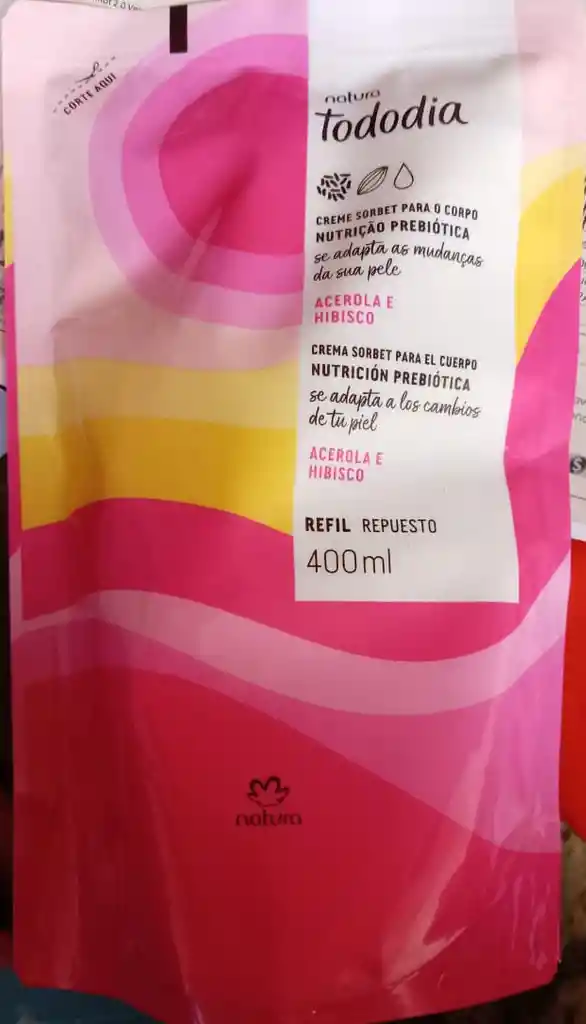 CORTE AQUI
natura
Tododia
CREME SORBET PARA O CORPO
NUTRIÇÃO PREBIÓTICA
se adapta as mudanças
da sua pele
ACEROLA E
HIBISCO
CREMA SORBET PARA EL CUERPO
NUTRICIÓN PREBIÓTICA
se adapta a los cambios
de tu piel
ACEROLA E
HIBISCO
REFIL REPUESTO
400ml
natura